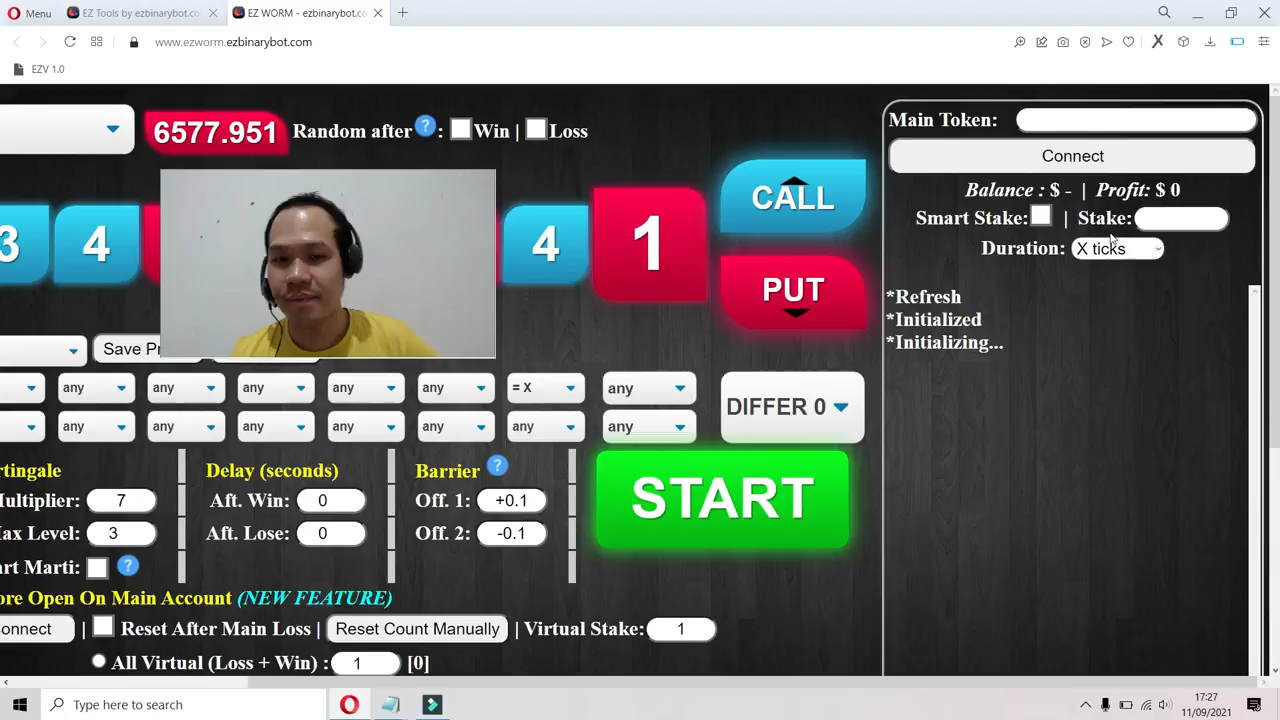 Menu
EZ Tools by ezbinarybot.co
EZ WORM - ezbinarybot.co
www.ezworm.ezbinarybot.com
EZV 1.0
6577.951 Random after ? : Win | Loss
3 4 4 1
CALL
PUT
Save Pr
any any any any any = X any
any any any any any any any
DIFFER 0
rtingale Delay (seconds) Barrier ?
Multiplier: 7 Aft. Win: 0 Off. 1: +0.1
ax Level: 3 Aft. Lose: 0 Off. 2: -0.1
art Marti: ?
START
ore Open On Main Account (NEW FEATURE)
onnect | Reset After Main Loss | Reset Count Manually | Virtual Stake: 1
All Virtual (Loss + Win) : 1 [0]
Main Token:
Connect
Balance : $ - | Profit: $ 0
Smart Stake: | Stake:
Duration: X ticks
*Refresh
*Initialized
*Initializing...
Type here to search
17:27
11/09/2021